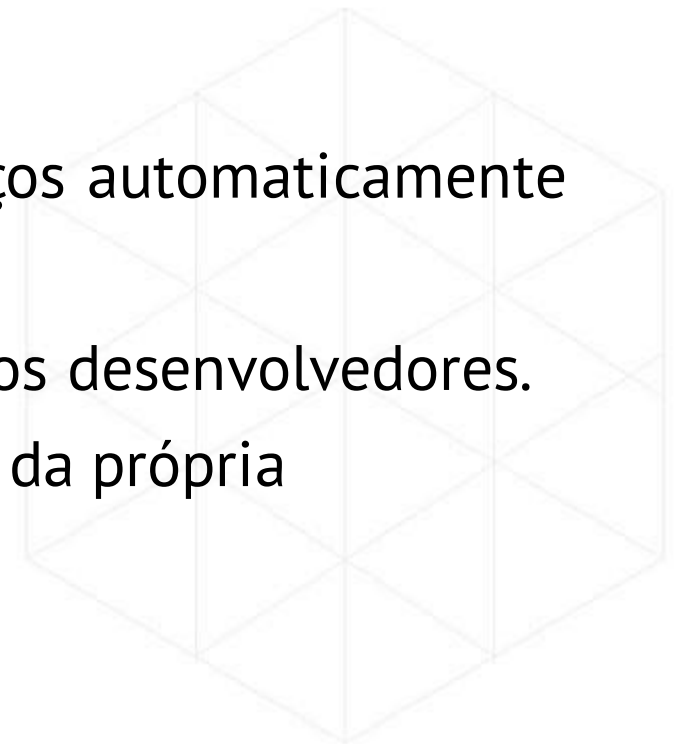 ços automaticamente
os desenvolvedores.
da própria